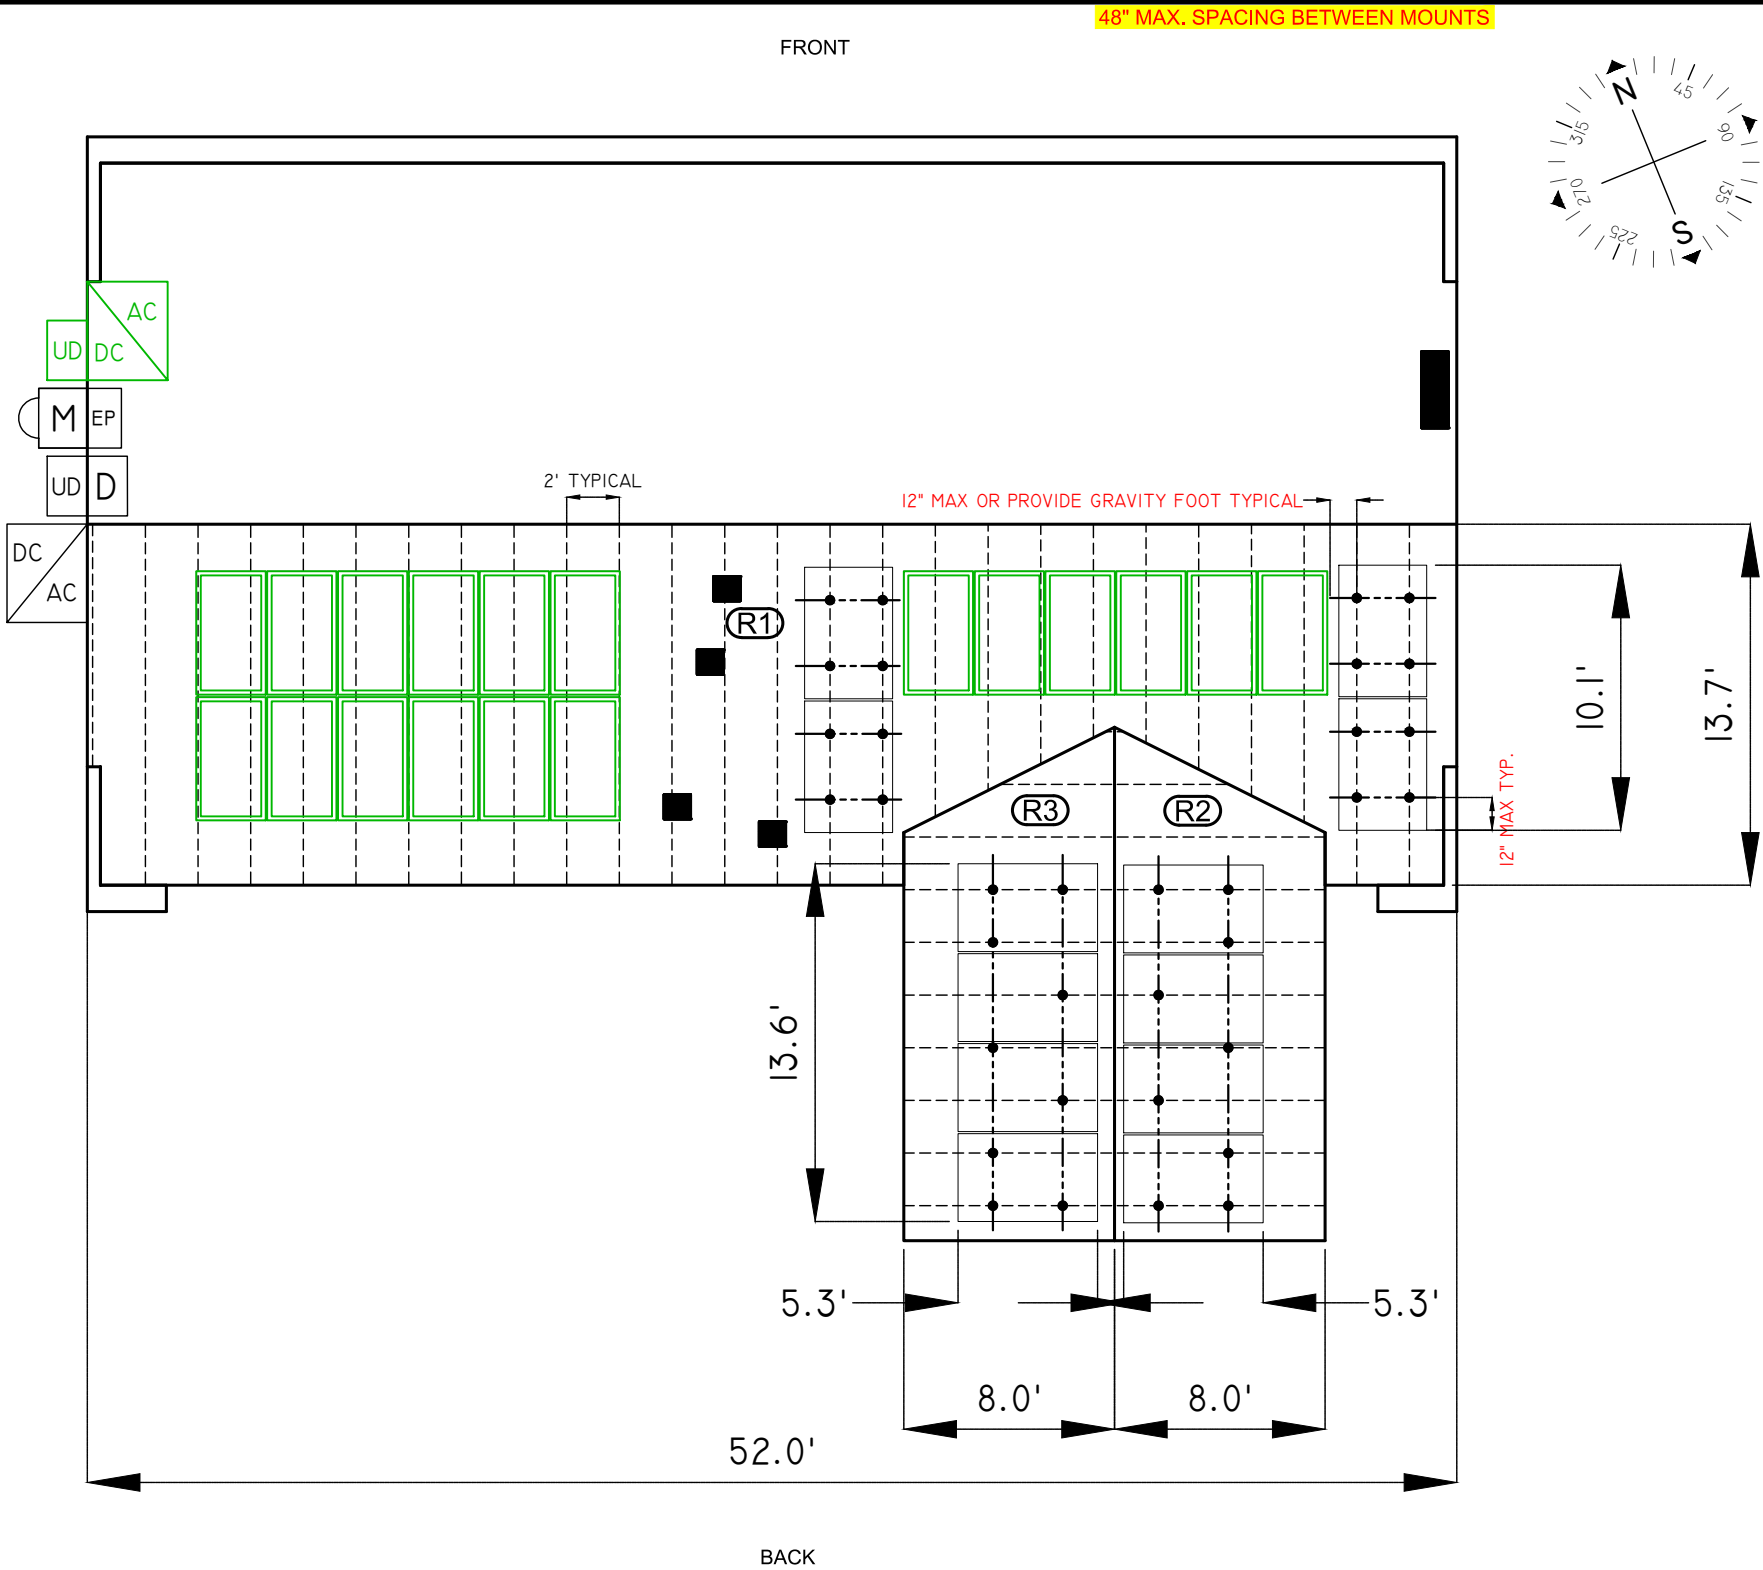 48" MAX. SPACING BETWEEN MOUNTS
FRONT
N
45
90
135
S
225
270
315
AC
UD
DC
M
EP
UD
D
DC
AC
2' TYPICAL
12" MAX OR PROVIDE GRAVITY FOOT TYPICAL
R1
10.1'
13.7'
12" MAX TYP.
R3
R2
13.6'
5.3'
5.3'
8.0'
8.0'
52.0'
BACK